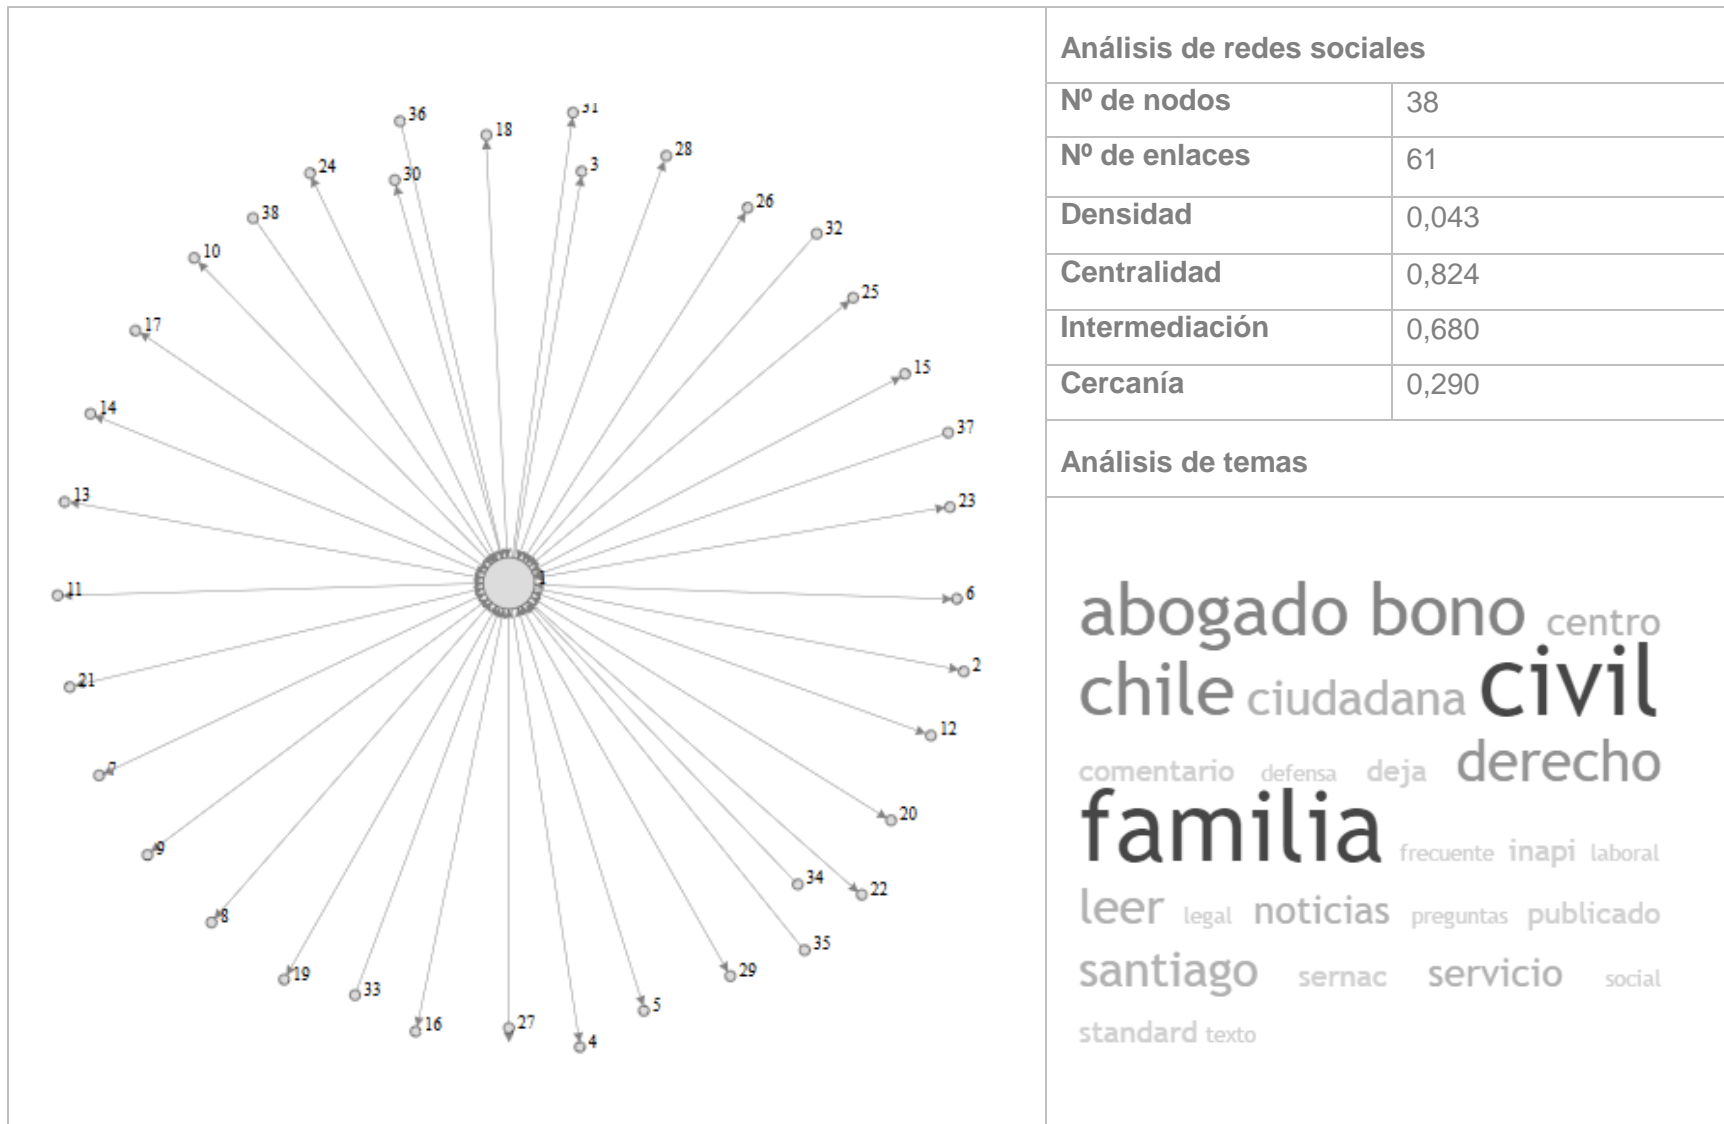 36
31
18
28
3
24
30
26
38
32
10
25
17
15
14
37
13
23
1
11
6
21
2
12
7
20
9
34
22
8
35
19
29
33
5
16
27
4
Análisis de redes sociales
Nº de nodos 38
Nº de enlaces 61
Densidad 0,043
Centralidad 0,824
Intermediación 0,680
Cercanía 0,290
Análisis de temas
abogado bono centro
chile ciudadana civil
comentario defensa deja derecho
familia frecuente inapi laboral
leer legal noticias preguntas publicado
santiago sernac servicio social
standard texto